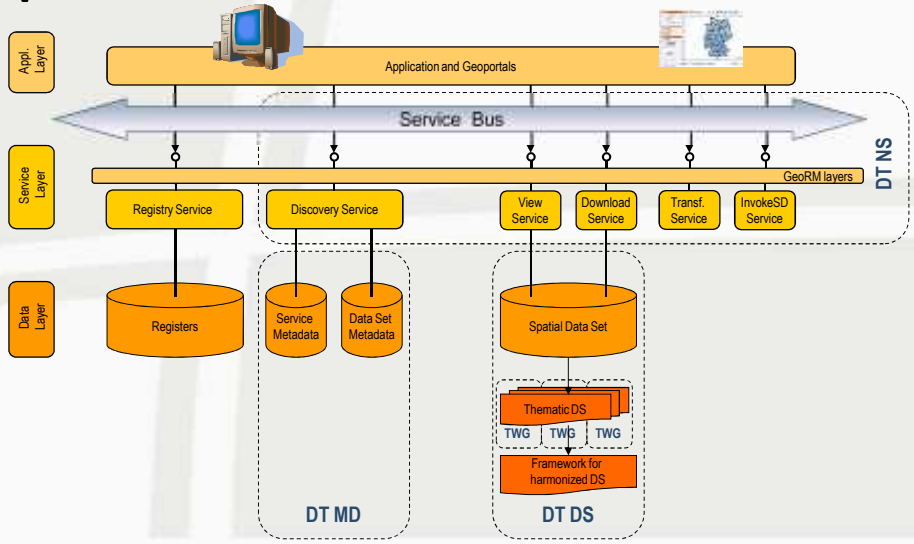 Appl.
Layer
Application and Geoportals
Service Bus
DT NS
Service
Layer
GeoRM layers
Registry Service
Discovery Service
View
Service
Download
Service
Transf.
Service
InvokeSD
Service
Data
Layer
Registers
Service
Metadata
Data Set
Metadata
Spatial Data Set
Thematic DS
TWG
TWG
TWG
Framework for
harmonized DS
DT MD
DT DS